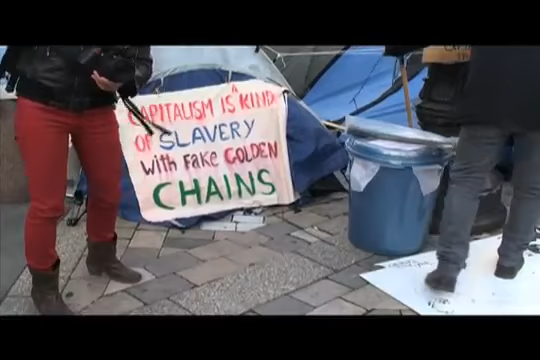 CAPITALISM IS A KIND
OF SLAVERY
WITH FAKE GOLDEN
CHAINS